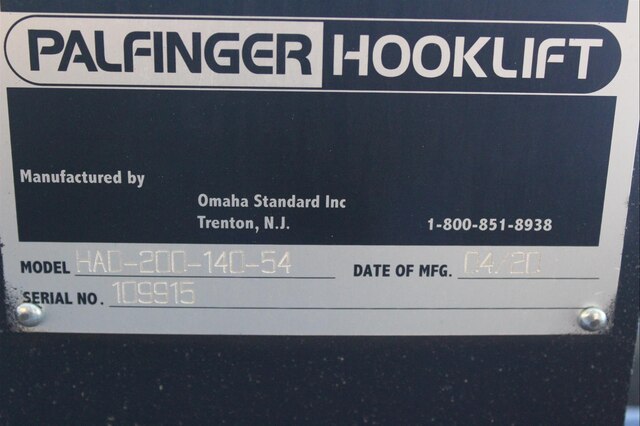 PALFINGER HOOKLIFT
Manufactured by
Omaha Standard Inc
Trenton, N.J. 1-800-851-8938
MODEL HAD-200-140-54 DATE OF MFG. 04/20
SERIAL NO. 109915